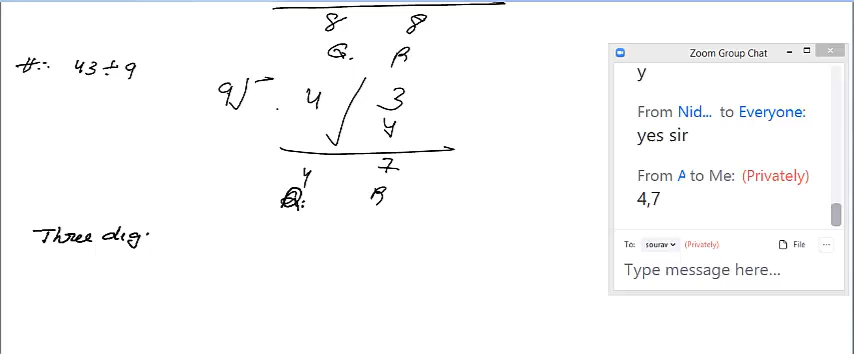 8 8
Q. R
#:- 43 ÷ 9
9) 4 / 3
4
4 7
Q. R
Three dig.
Zoom Group Chat
y
From Nid... to Everyone:
yes sir
From A to Me: (Privately)
4,7
To: sourav (Privately) File ...
Type message here...